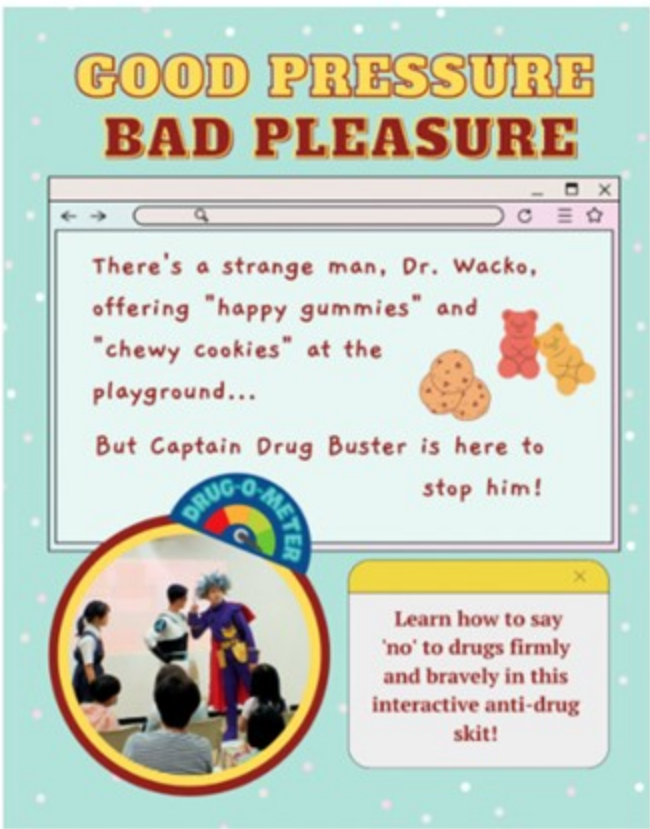 GOOD PRESSURE
BAD PLEASURE
There's a strange man, Dr. Wacko,
offering "happy gummies" and
"chewy cookies" at the
playground...
But Captain Drug Buster is here to
stop him!
DRUG-O-METER
Learn how to say
'no' to drugs firmly
and bravely in this
interactive anti-drug
skit!